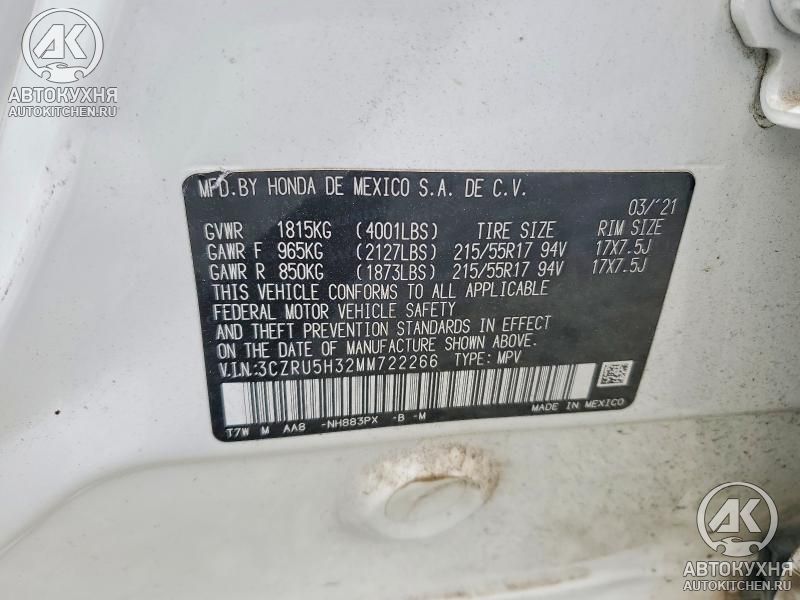 AK
АВТОКУХНЯ
AUTOKITCHEN.RU
MFD.BY HONDA DE MEXICO S.A. DE C.V.
03/'21
GVWR 1815KG (4001LBS) TIRE SIZE RIM SIZE
GAWR F 965KG (2127LBS) 215/55R17 94V 17X7.5J
GAWR R 850KG (1873LBS) 215/55R17 94V 17X7.5J
THIS VEHICLE CONFORMS TO ALL APPLICABLE
FEDERAL MOTOR VEHICLE SAFETY
AND THEFT PREVENTION STANDARDS IN EFFECT
ON THE DATE OF MANUFACTURE SHOWN ABOVE.
V.I.N:3CZRU5H32MM722266 TYPE: MPV
T7W M AA8 -NH883PX -B -M MADE IN MEXICO
AK
АВТОКУХНЯ
AUTOKITCHEN.RU